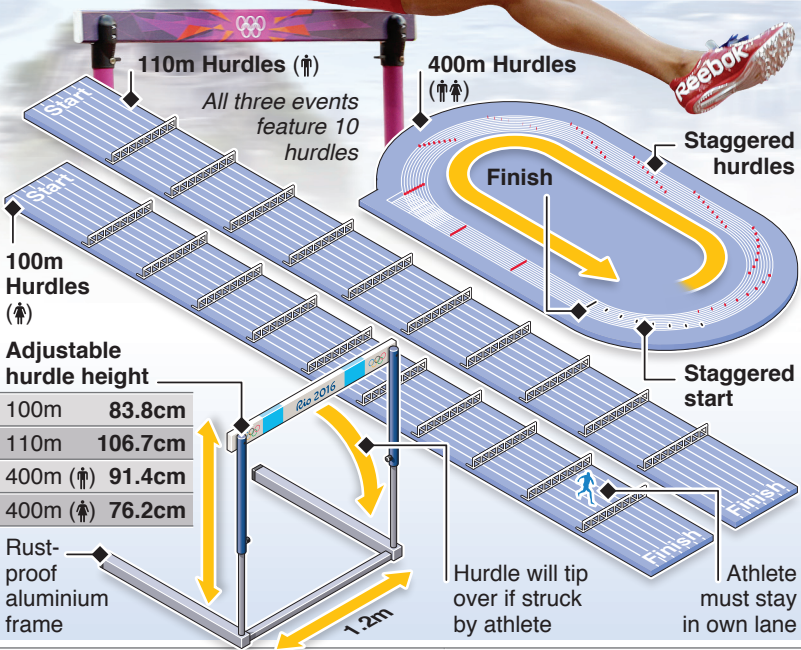 Reebok
110m Hurdles
All three events
feature 10
hurdles
400m Hurdles
Staggered
hurdles
Start
Start
Finish
100m
Hurdles
Adjustable
hurdle height
100m 83.8cm
110m 106.7cm
400m 91.4cm
400m 76.2cm
Rio 2016
Staggered
start
Finish
Finish
Rust-
proof
aluminium
frame
1.2m
Hurdle will tip
over if struck
by athlete
Athlete
must stay
in own lane